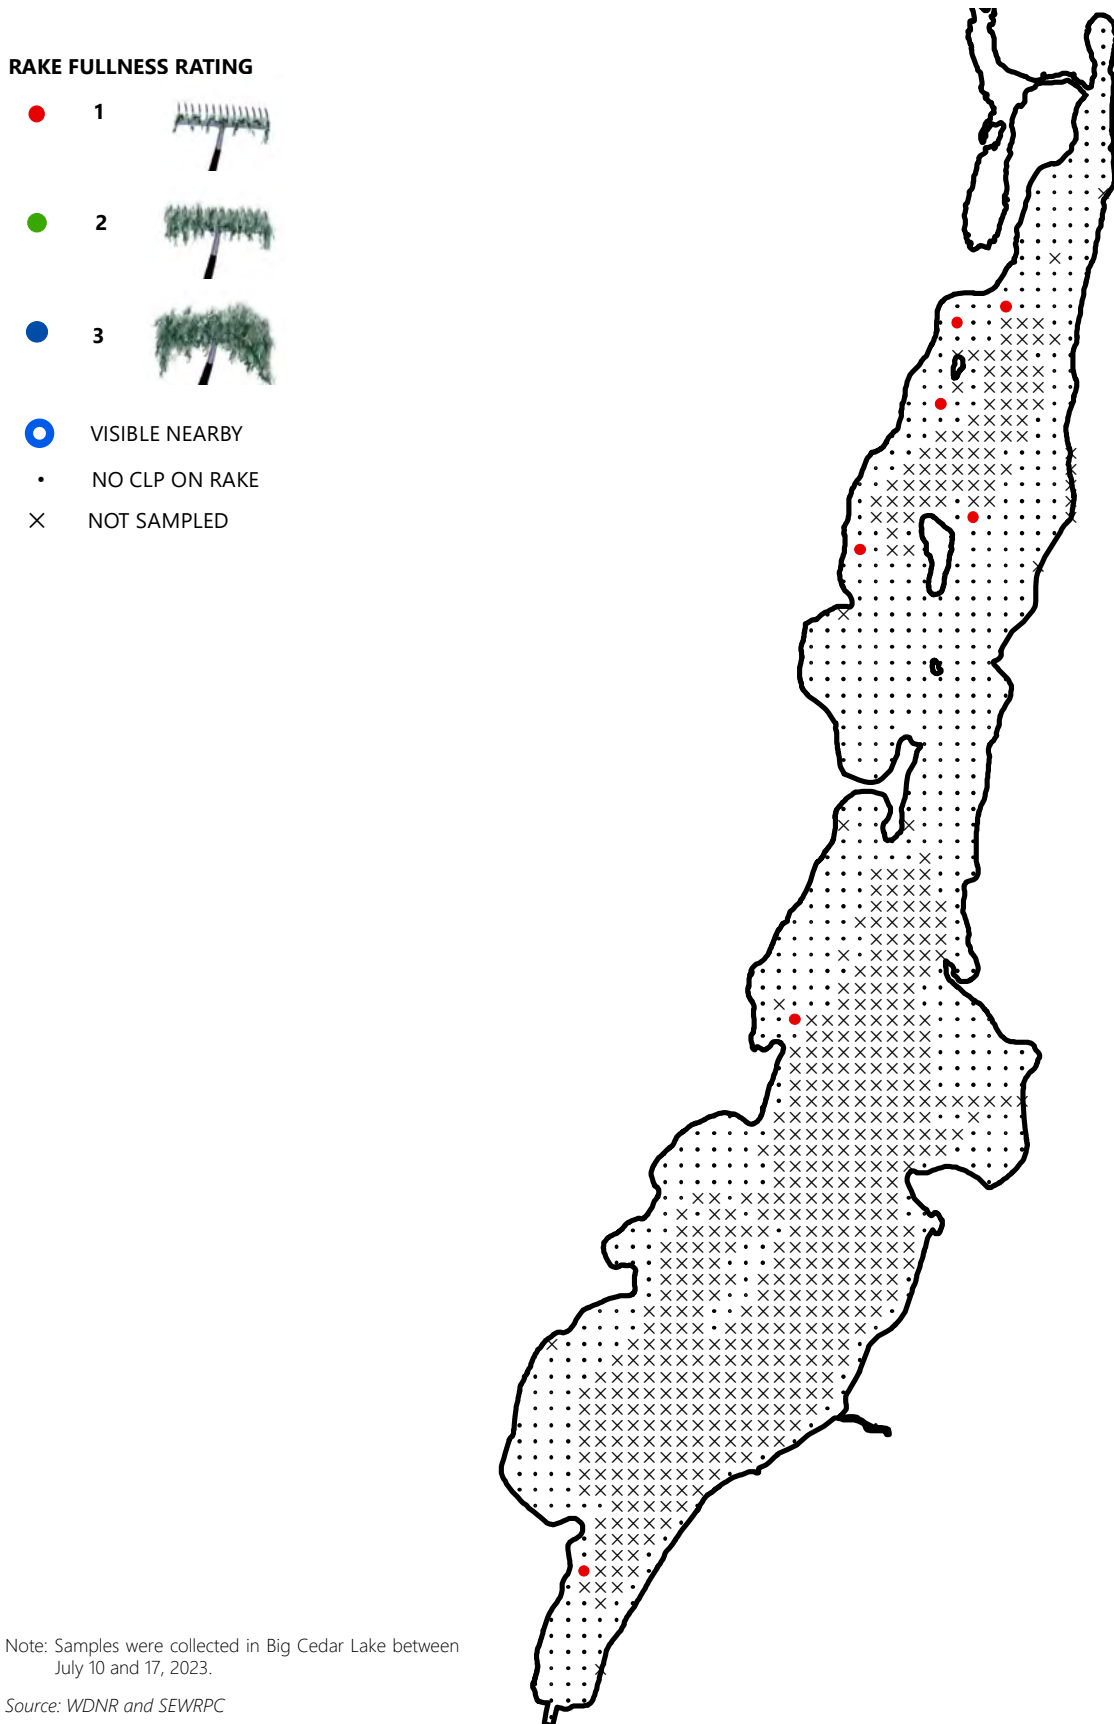 RAKE FULLNESS RATING
1
2
3
VISIBLE NEARBY
NO CLP ON RAKE
NOT SAMPLED
Note: Samples were collected in Big Cedar Lake between
July 10 and 17, 2023.
Source: WDNR and SEWRPC